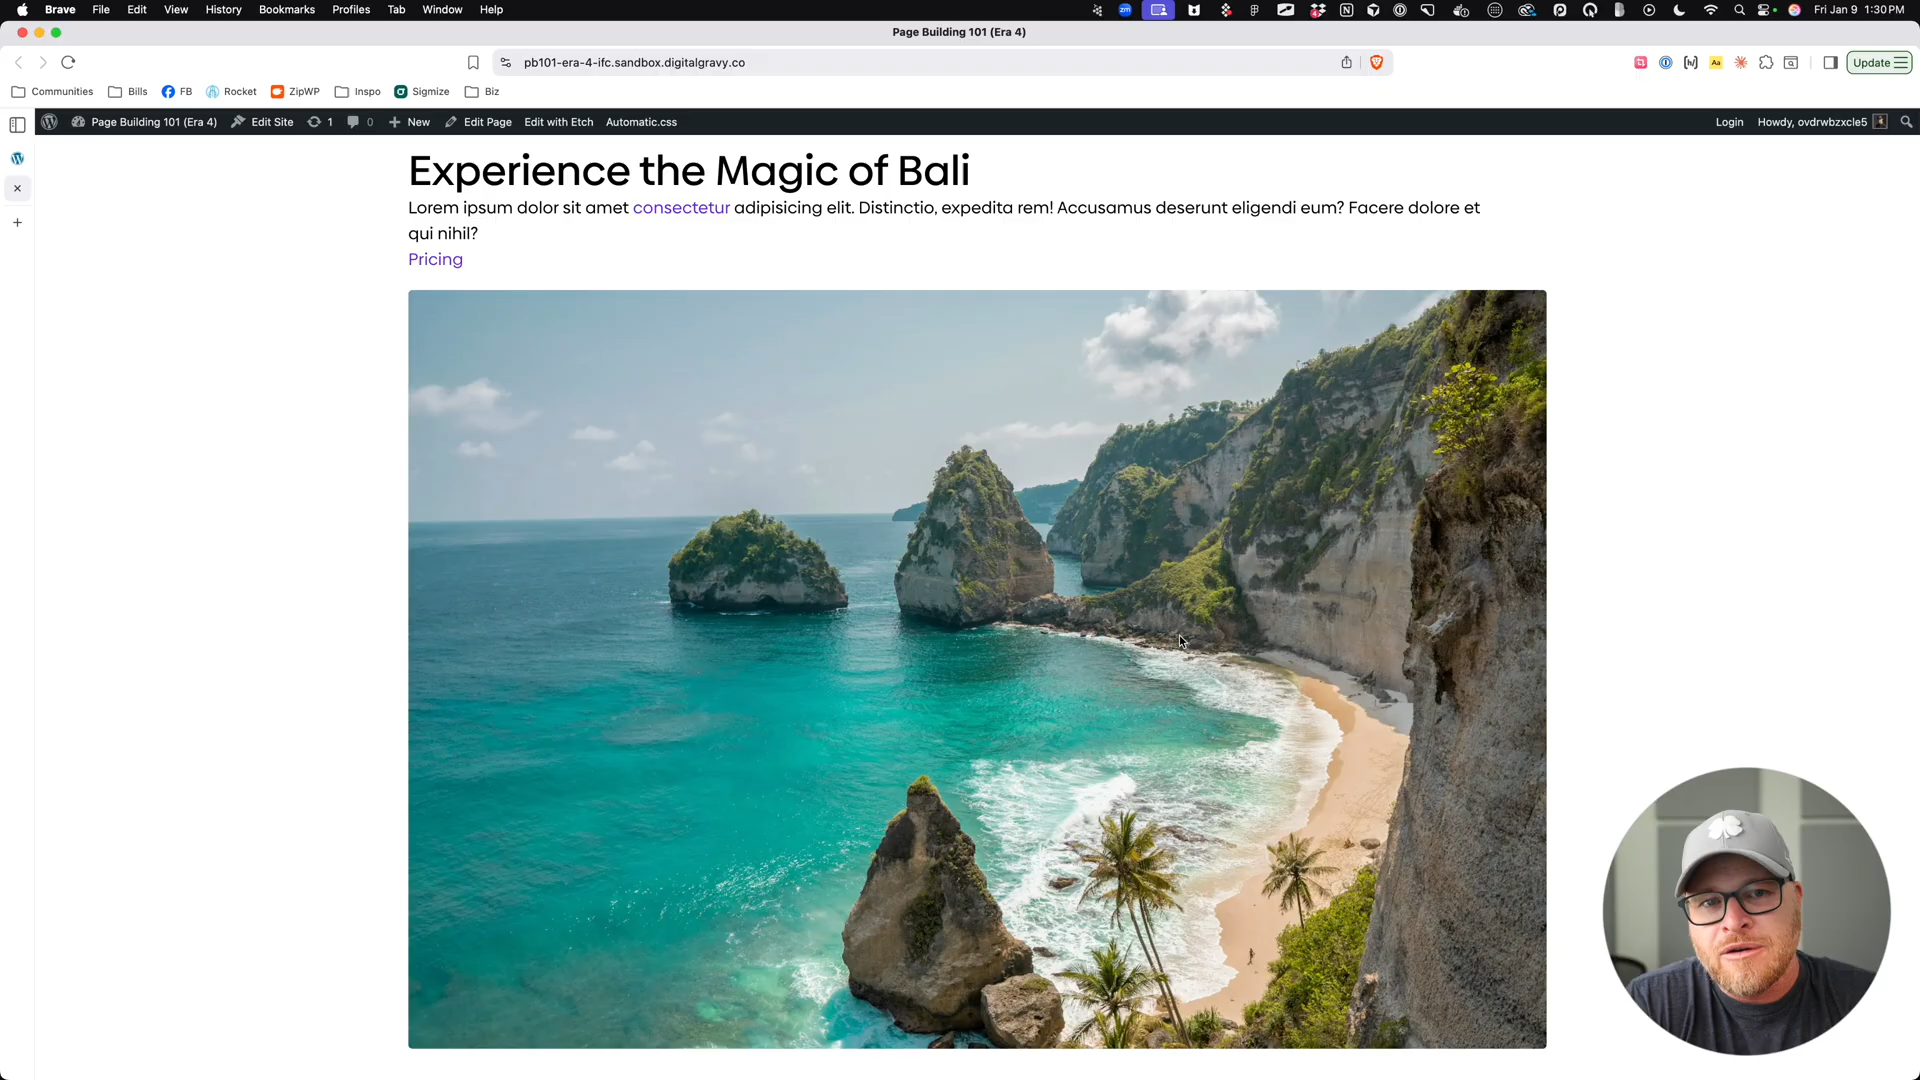 Brave File Edit View History Bookmarks Profiles Tab Window Help
zm
Fri Jan 9 1:30 PM
Page Building 101 (Era 4)
pb101-era-4-ifc.sandbox.digitalgravy.co
Aa
Update
Communities Bills FB Rocket ZipWP Inspo Sigmize Biz
Page Building 101 (Era 4) Edit Site 1 0 New Edit Page Edit with Etch Automatic.css
Login Howdy, ovdrwbzxcle5
Experience the Magic of Bali
Lorem ipsum dolor sit amet consectetur adipisicing elit. Distinctio, expedita rem! Accusamus deserunt eligendi eum? Facere dolore et
qui nihil?
Pricing